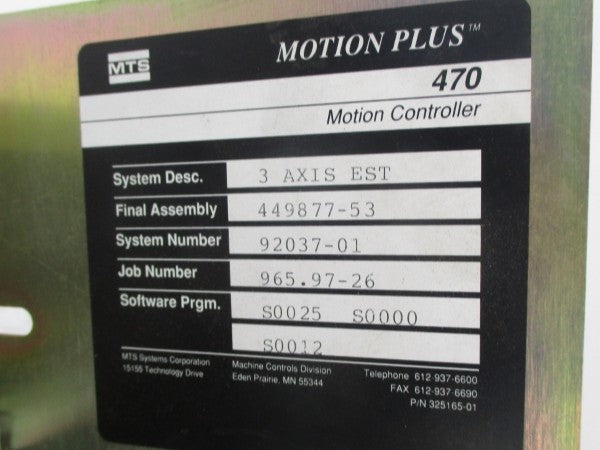 MTS
MOTION PLUS™
470
Motion Controller
System Desc. 3 AXIS EST
Final Assembly 449877-53
System Number 92037-01
Job Number 965.97-26
Software Prgm. S0025 S0000
S0012
MTS Systems Corporation Machine Controls Division Telephone 612-937-6600
15155 Technology Drive Eden Prairie, MN 55344 FAX 612-937-6690
P/N 325165-01